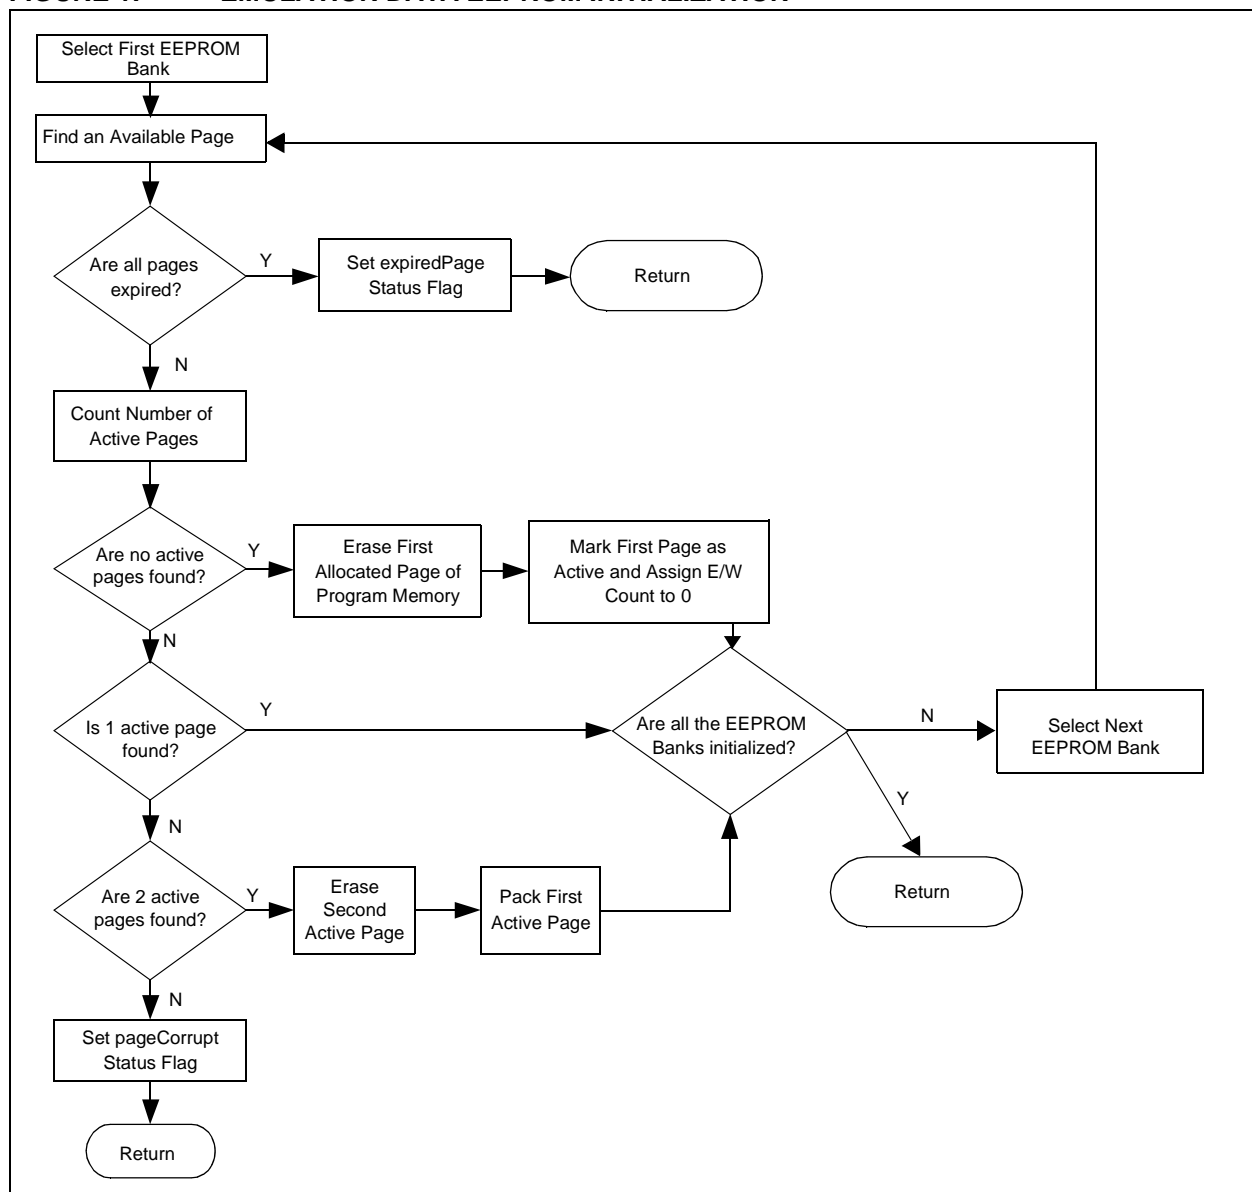 Select First EEPROM
Bank
Find an Available Page
Are all pages
expired?
Y
Set expiredPage
Status Flag
Return
N
Count Number of
Active Pages
Are no active
pages found?
Y
Erase First
Allocated Page of
Program Memory
Mark First Page as
Active and Assign E/W
Count to 0
N
Is 1 active page
found?
Y
Are all the EEPROM
Banks initialized?
N
Select Next
EEPROM Bank
Y
Return
N
Are 2 active
pages found?
Y
Erase
Second
Active Page
Pack First
Active Page
N
Set pageCorrupt
Status Flag
Return